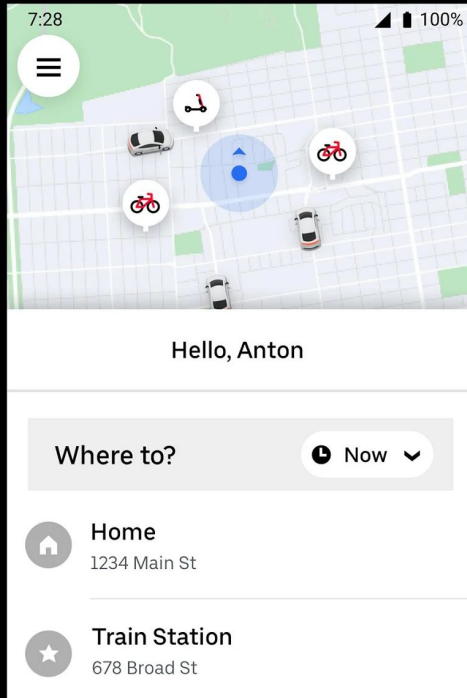 7:28
100%
Hello, Anton
Where to?
Now
Home
1234 Main St
Train Station
678 Broad St